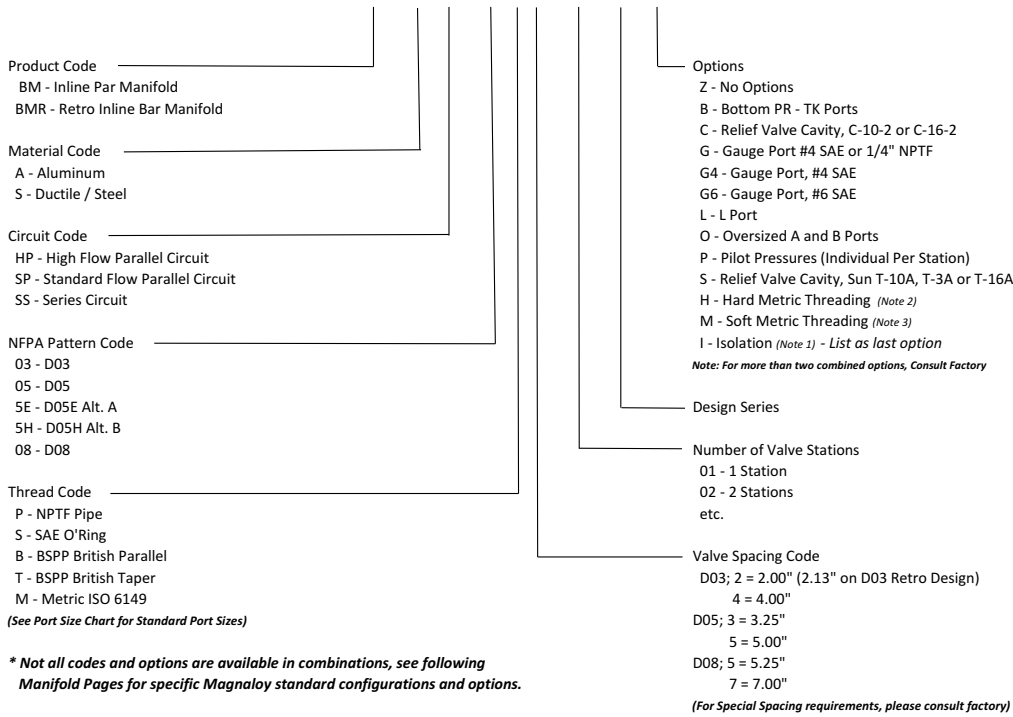 Product Code
BM - Inline Par Manifold
BMR - Retro Inline Bar Manifold
Material Code
A - Aluminum
S - Ductile / Steel
Circuit Code
HP - High Flow Parallel Circuit
SP - Standard Flow Parallel Circuit
SS - Series Circuit
NFPA Pattern Code
03 - D03
05 - D05
5E - D05E Alt. A
5H - D05H Alt. B
08 - D08
Thread Code
P - NPTF Pipe
S - SAE O'Ring
B - BSPP British Parallel
T - BSPP British Taper
M - Metric ISO 6149
(See Port Size Chart for Standard Port Sizes)
* Not all codes and options are available in combinations, see following
Manifold Pages for specific Magnaloy standard configurations and options.
Options
Z - No Options
B - Bottom PR - TK Ports
C - Relief Valve Cavity, C-10-2 or C-16-2
G - Gauge Port #4 SAE or 1/4" NPTF
G4 - Gauge Port, #4 SAE
G6 - Gauge Port, #6 SAE
L - L Port
O - Oversized A and B Ports
P - Pilot Pressures (Individual Per Station)
S - Relief Valve Cavity, Sun T-10A, T-3A or T-16A
H - Hard Metric Threading (Note 2)
M - Soft Metric Threading (Note 3)
I - Isolation (Note 1) - List as last option
Note: For more than two combined options, Consult Factory
Design Series
Number of Valve Stations
01 - 1 Station
02 - 2 Stations
etc.
Valve Spacing Code
D03; 2 = 2.00" (2.13" on D03 Retro Design)
4 = 4.00"
D05; 3 = 3.25"
5 = 5.00"
D08; 5 = 5.25"
7 = 7.00"
(For Special Spacing requirements, please consult factory)